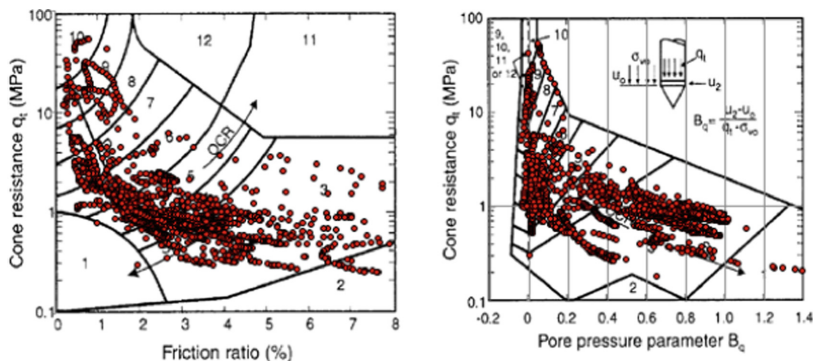 100
10
1
0.1
Cone resistance qt (MPa)
10
9
8
7
6
5
12
11
OCR
3
1
2
0 1 2 3 4 5 6 7 8
Friction ratio (%)
100
10
1
0.1
Cone resistance qt (MPa)
9,
10,
11
or 12
10
9
8
7
σvo
qt
uo
u2
Bq = u2-uo
qt - σvo
2
-0.2 0 0.2 0.4 0.6 0.8 1.0 1.2 1.4
Pore pressure parameter Bq